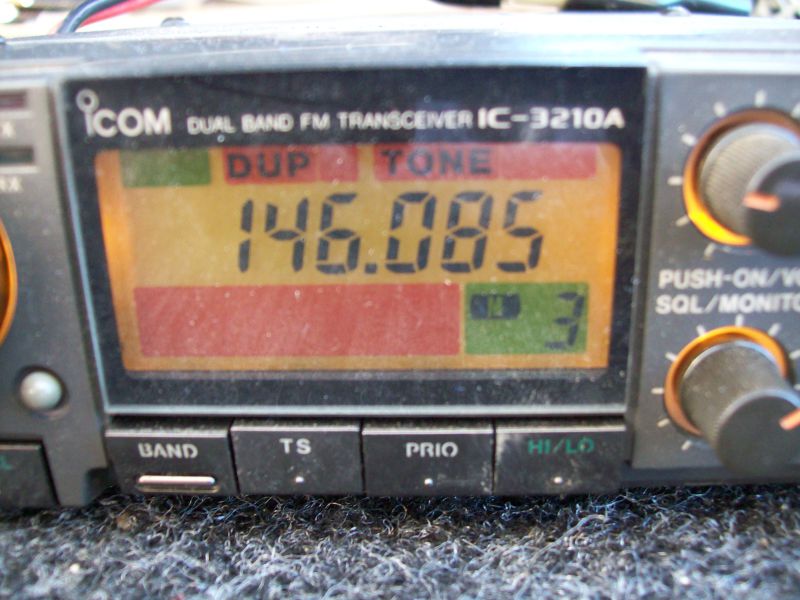 ICOM DUAL BAND FM TRANSCEIVER IC-3210A
DUP TONE
146.085
M 3
PUSH-ON/VO
SQL/MONITO
BAND TS PRIO HI/LO
X
RX
L